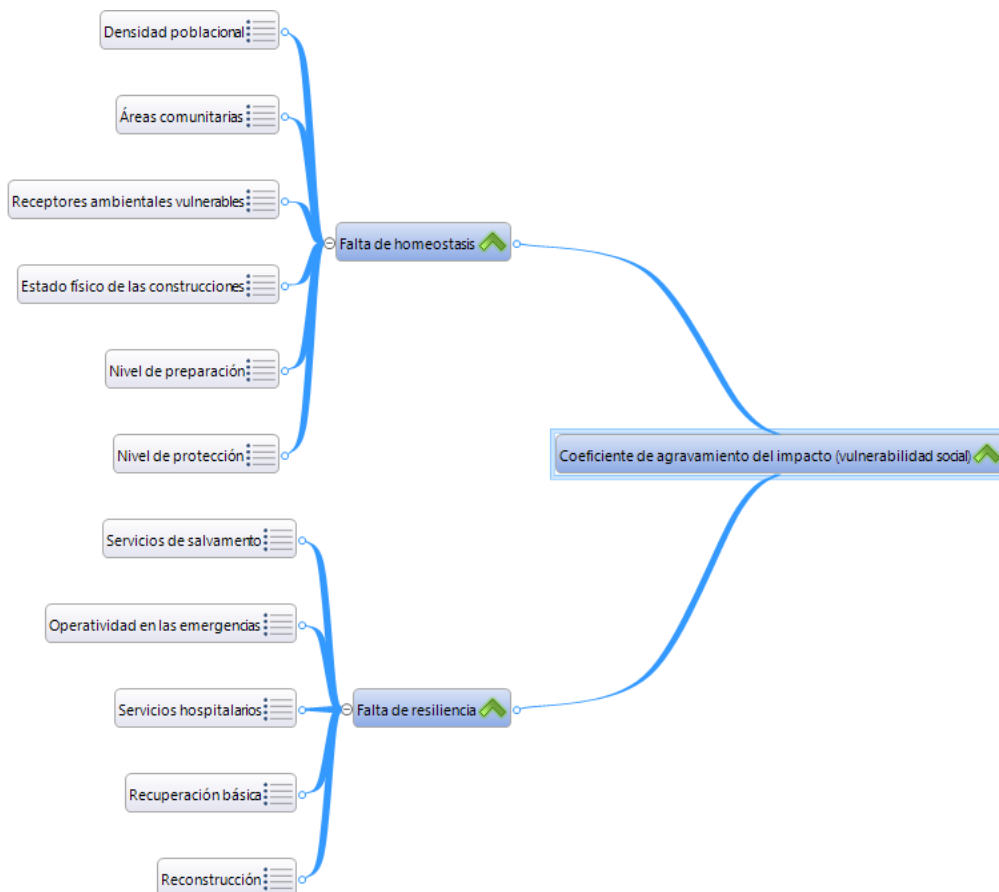 Densidad poblacional
Áreas comunitarias
Receptores ambientales vulnerables
Falta de homeostasis
Estado físico de las construcciones
Nivel de preparación
Nivel de protección
Coeficiente de agravamiento del impacto (vulnerabilidad social)
Servicios de salvamento
Operatividad en las emergencias
Servicios hospitalarios
Falta de resiliencia
Recuperación básica
Reconstrucción